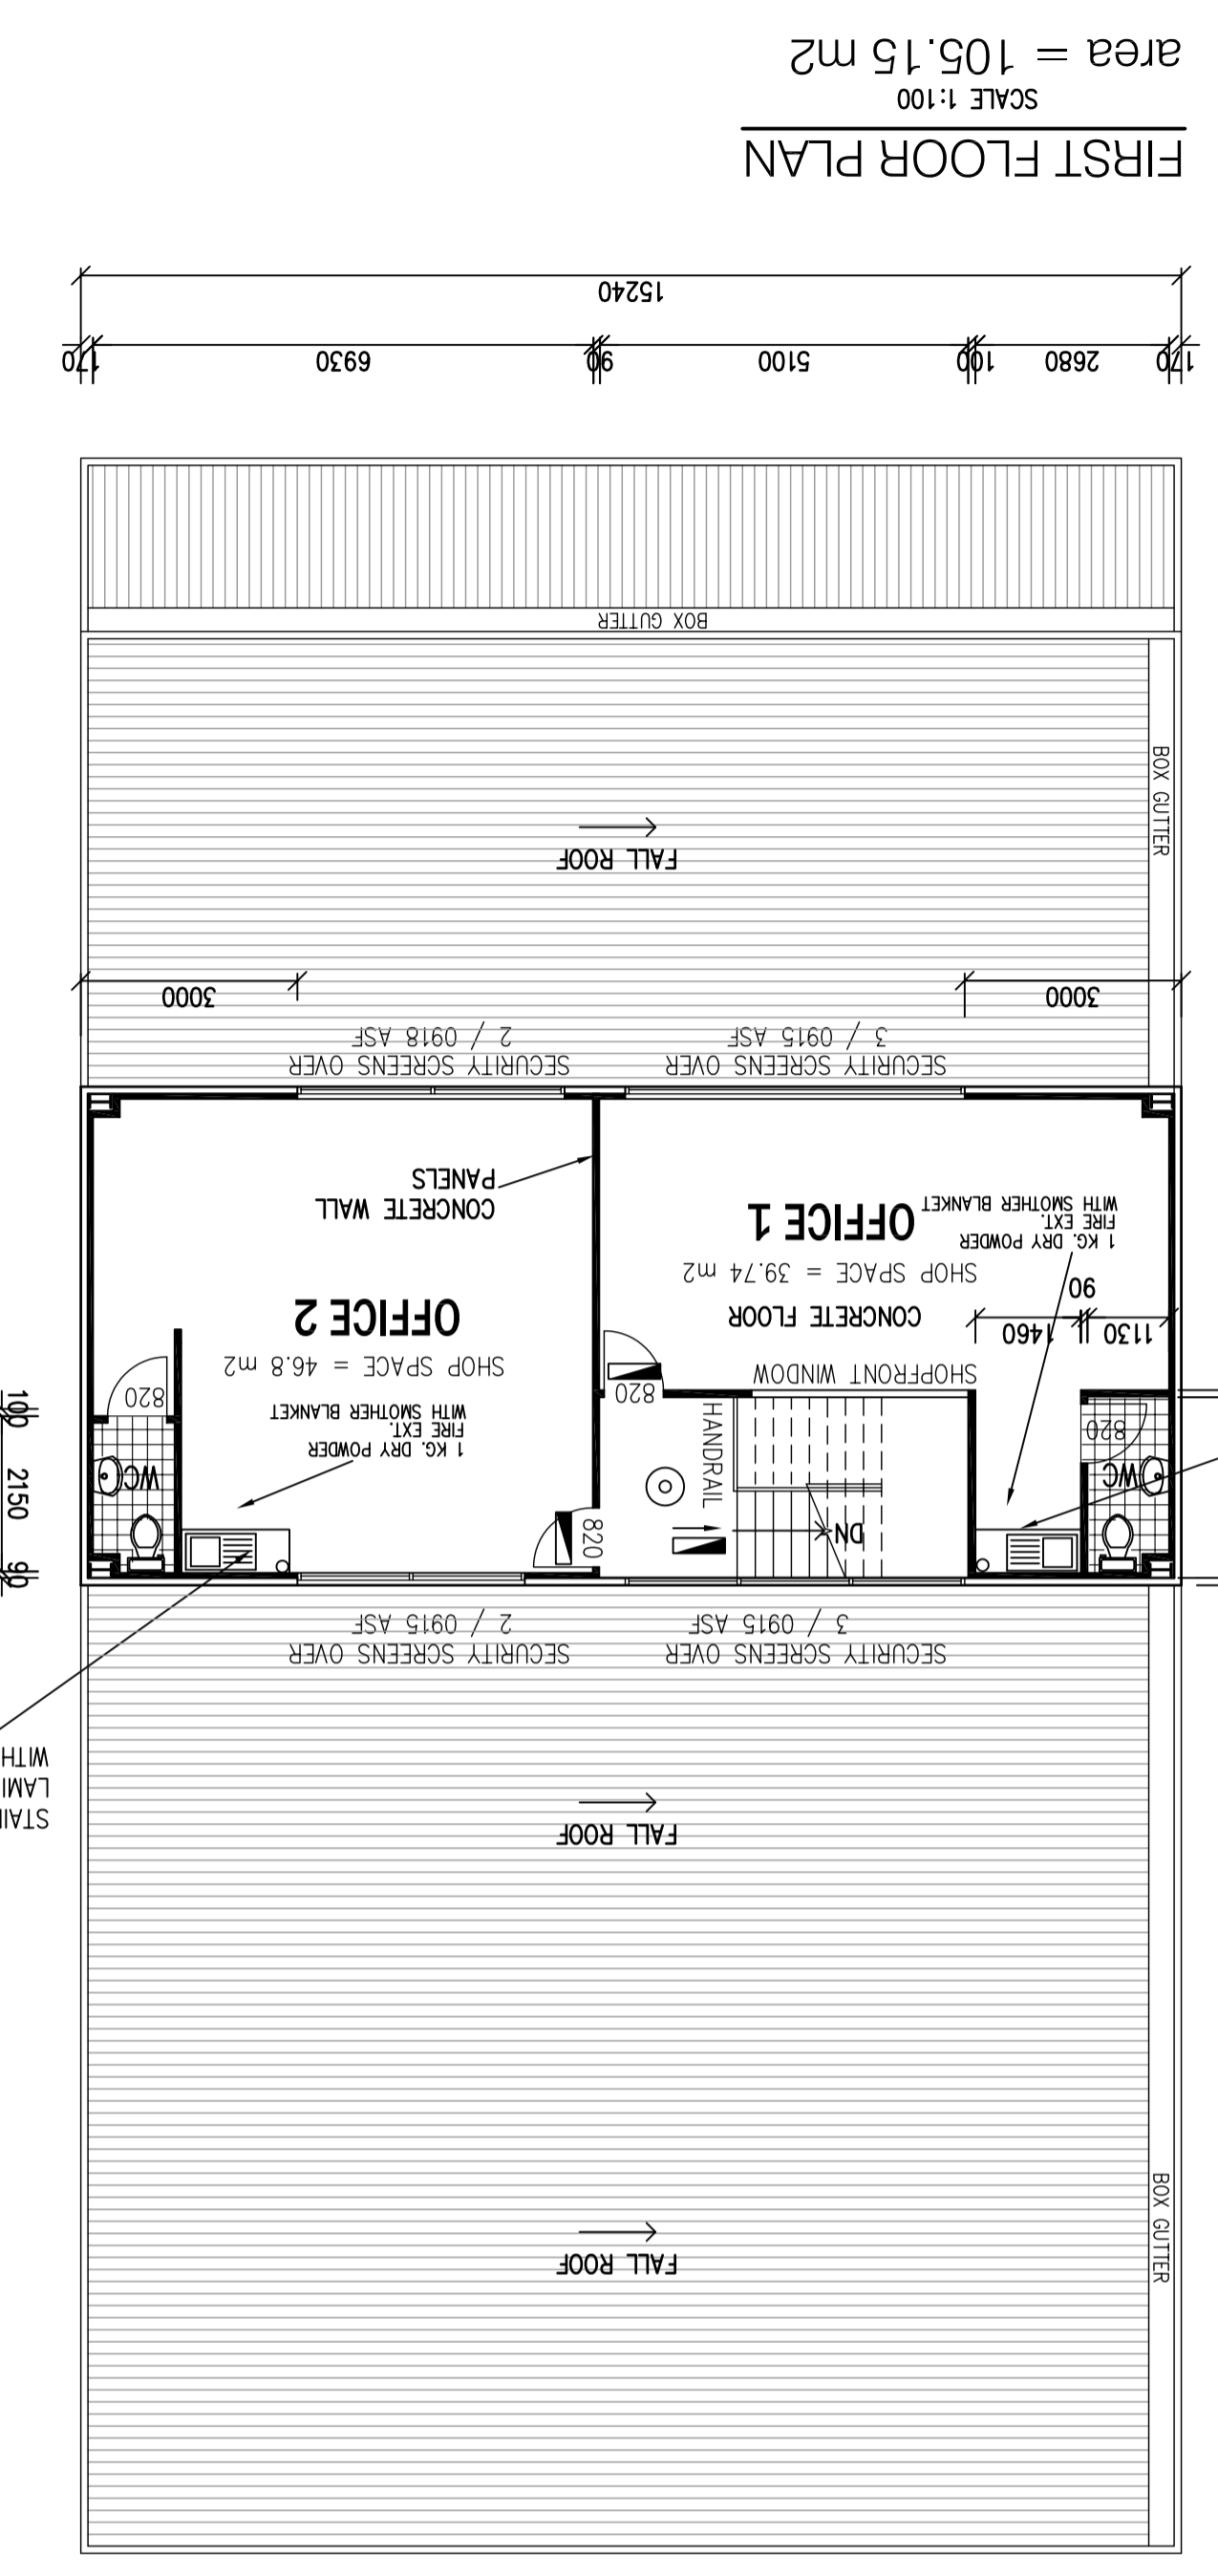 STAI
LAMI
WITH
BOX GUTTER
FALL ROOF
FALL ROOF
SECURITY SCREENS OVER
3 / 0915 ASF
SECURITY SCREENS OVER
2 / 0915 ASF
90
2150
100
WC
820
1130
90
1460
DN
HANDRAIL
820
820
WC
820
SHOPFRONT WINDOW
1 KG. DRY POWDER
FIRE EXT.
WITH SMOTHER BLANKET
CONCRETE FLOOR
SHOP SPACE = 39.74 m2
OFFICE 1
1 KG. DRY POWDER
FIRE EXT.
WITH SMOTHER BLANKET
SHOP SPACE = 46.8 m2
OFFICE 2
CONCRETE WALL
PANELS
SECURITY SCREENS OVER
3 / 0915 ASF
SECURITY SCREENS OVER
2 / 0918 ASF
3000
3000
FALL ROOF
BOX GUTTER
BOX GUTTER
170
2680
100
5100
90
6930
170
15240
FIRST FLOOR PLAN
SCALE 1:100
area = 105.15 m2